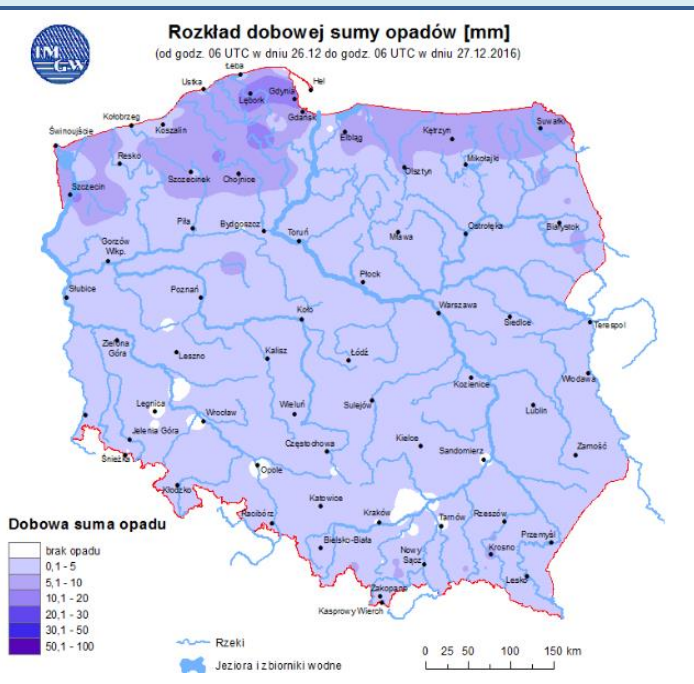 Rozkład dobowej sumy opadów [mm]
(od godz. 06 UTC w dniu 26.12 do godz. 06 UTC w dniu 27.12.2016)
IM
GW
Łeba
Hel
Ustka
Gdynia
Lębork
Gdańsk
Kołobrzeg
Koszalin
Świnoujście
Elbląg
Kętrzyn
Suwałki
Resko
Olsztyn
Mikołajki
Szczecinek
Chojnice
Szczecin
Piła
Bydgoszcz
Toruń
Mława
Ostrołęka
Białystok
Gorzów
Wlkp.
Płock
Słubice
Poznań
Koło
Warszawa
Siedlce
Terespol
Zielona
Góra
Leszno
Kalisz
Łódź
Kozienice
Włodawa
Legnica
Wrocław
Wieluń
Sulejów
Lublin
Jelenia Góra
Śnieżka
Częstochowa
Kielce
Sandomierz
Zamość
Opole
Kłodzko
Katowice
Racibórz
Kraków
Tarnów
Rzeszów
Przemyśl
Bielsko-Biała
Nowy
Sącz
Krosno
Lesko
Zakopane
Kasprowy Wierch
Dobowa suma opadu
brak opadu
0,1 - 5
5,1 - 10
10,1 - 20
20,1 - 30
30,1 - 50
50,1 - 100
Rzeki
Jeziora i zbiorniki wodne
0 25 50 100 150 km